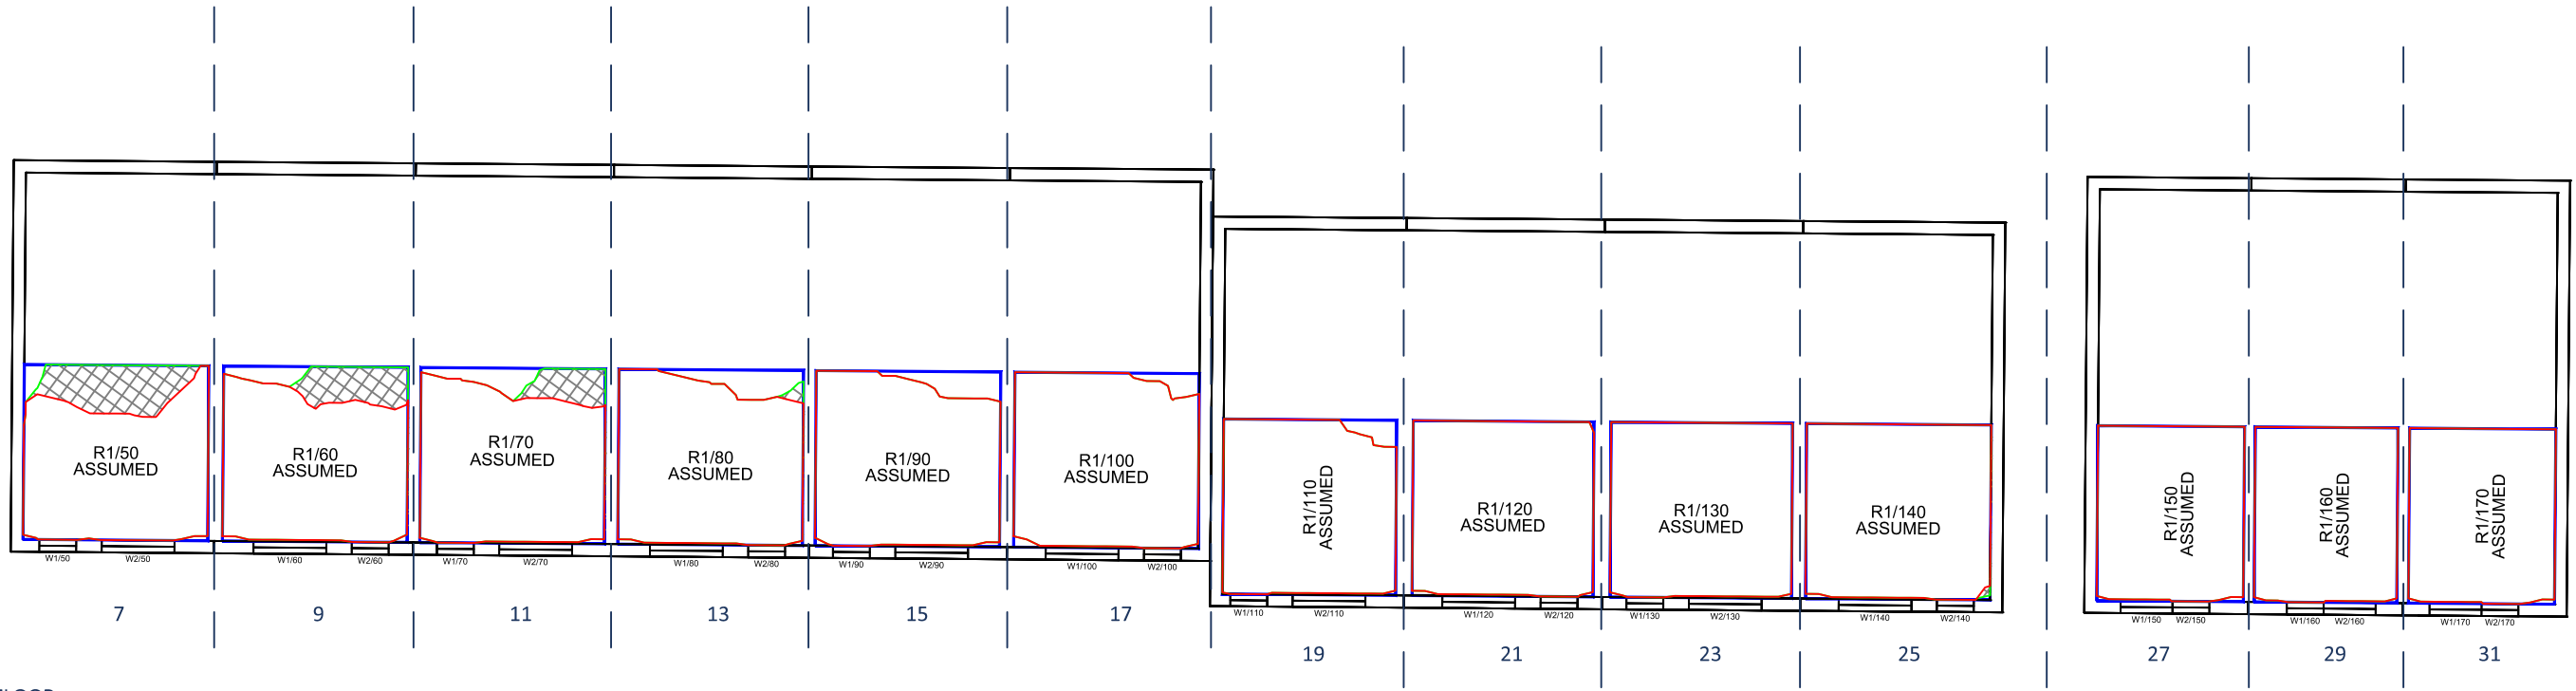 R1/50
ASSUMED
R1/60
ASSUMED
R1/70
ASSUMED
R1/80
ASSUMED
R1/90
ASSUMED
R1/100
ASSUMED
R1/110
ASSUMED
R1/120
ASSUMED
R1/130
ASSUMED
R1/140
ASSUMED
R1/150
ASSUMED
R1/160
ASSUMED
R1/170
ASSUMED
W1/50 W2/50 W1/60 W2/60 W1/70 W2/70 W1/80 W2/80 W1/90 W2/90 W1/100 W2/100
W1/110 W2/110 W1/120 W2/120 W1/130 W2/130 W1/140 W2/140 W1/150 W2/150 W1/160 W2/160 W1/170 W2/170
7 9 11 13 15 17
19 21 23 25 27 29 31